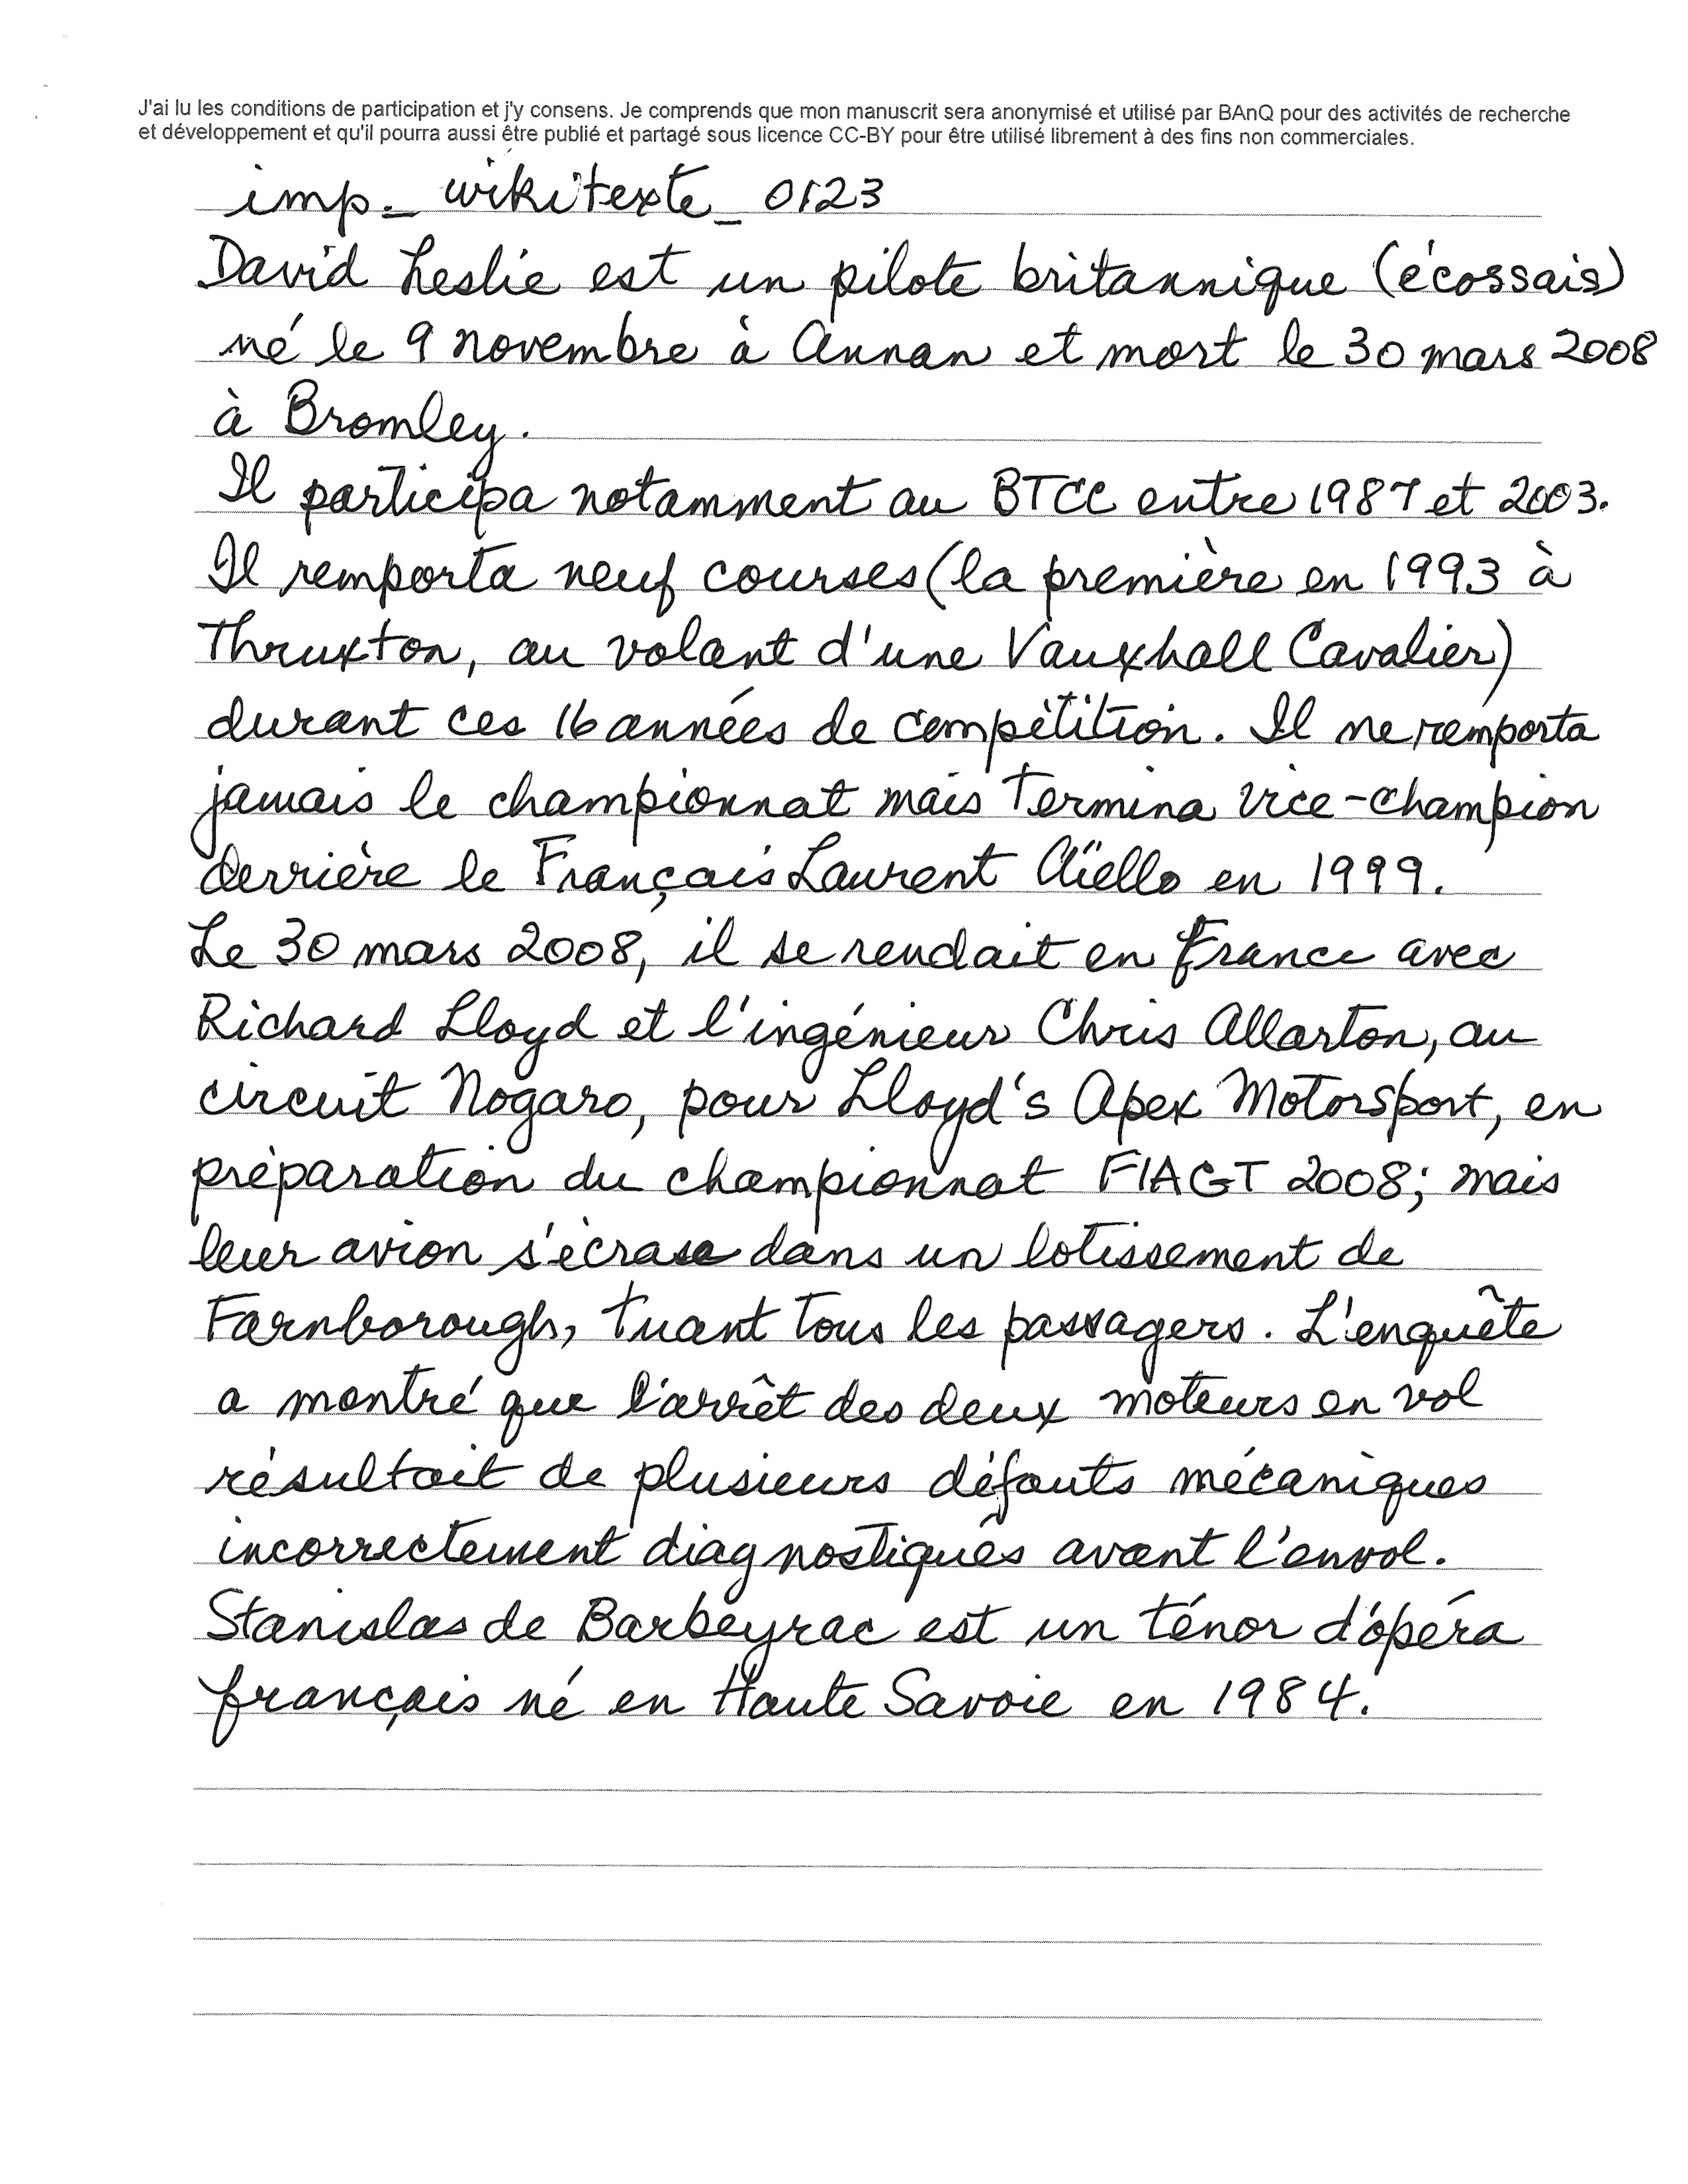 J'ai lu les conditions de participation et j'y consens. Je comprends que mon manuscrit sera anonymisé et utilisé par BAnQ pour des activités de recherche
et développement et qu'il pourra aussi être publié et partagé sous licence CC-BY pour être utilisé librement à des fins non commerciales.
imp._wikitexte_0123
David Leslie est un pilote britannique (écossais)
né le 9 novembre à Annan et mort le 30 mars 2008
à Bromley.
Il participa notamment au BTCC entre 1987 et 2003.
Il remporta neuf courses (la première en 1993 à
Thruxton, au volant d'une Vauxhall Cavalier)
durant ces 16 années de compétition. Il ne remporta
jamais le championnat mais termina vice-champion
derrière le Français Laurent Aïello en 1999.
Le 30 mars 2008, il se rendait en France avec
Richard Lloyd et l'ingénieur Chris Allarton, au
circuit Nogaro, pour Lloyd's Apex Motorsport, en
préparation du championnat FIAGT 2008; mais
leur avion s'écrase dans un lotissement de
Farnborough, tuant tous les passagers. L'enquête
a montré que l'arrêt des deux moteurs en vol
résultait de plusieurs défauts mécaniques
incorrectement diagnostiqués avant l'envol.
Stanislas de Barbeyrac est un ténor d'opéra
français né en Haute Savoie en 1984.